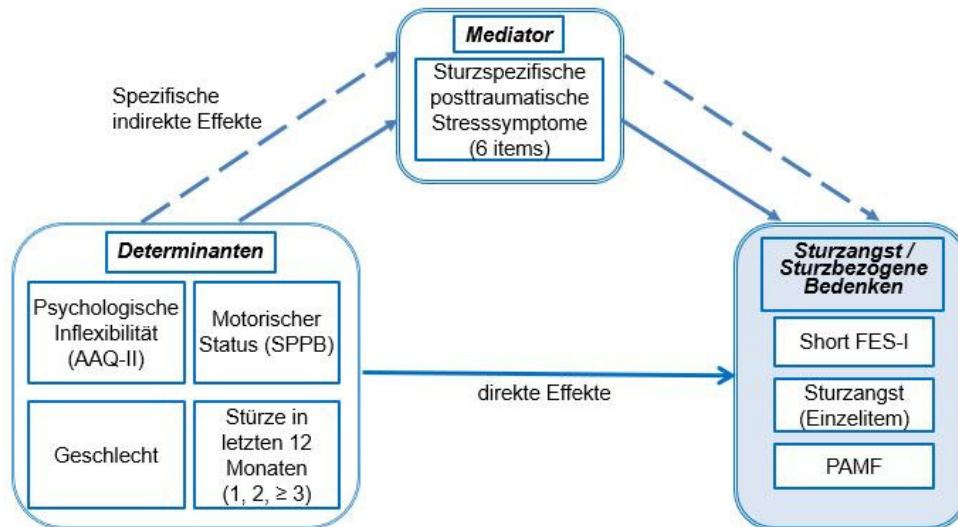 Mediator
Sturzspezifische
posttraumatische
Stresssymptome
(6 items)
Spezifische
indirekte Effekte
Determinanten
Psychologische
Inflexibilität
(AAQ-II)
Motorischer
Status (SPPB)
Geschlecht
Stürze in
letzten 12
Monaten
(1, 2, ≥ 3)
direkte Effekte
Sturzangst /
Sturzbezogene
Bedenken
Short FES-I
Sturzangst
(Einzelitem)
PAMF